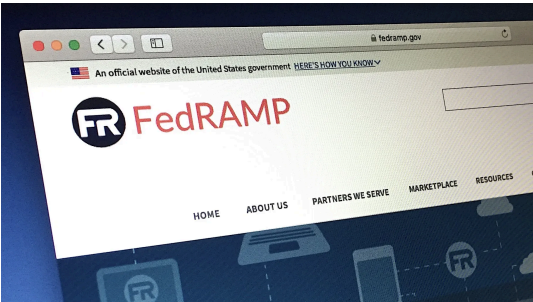 fedramp.gov
An official website of the United States government HERE'S HOW YOU KNOW
FR FedRAMP
HOME ABOUT US PARTNERS WE SERVE MARKETPLACE RESOURCES
FR
FR